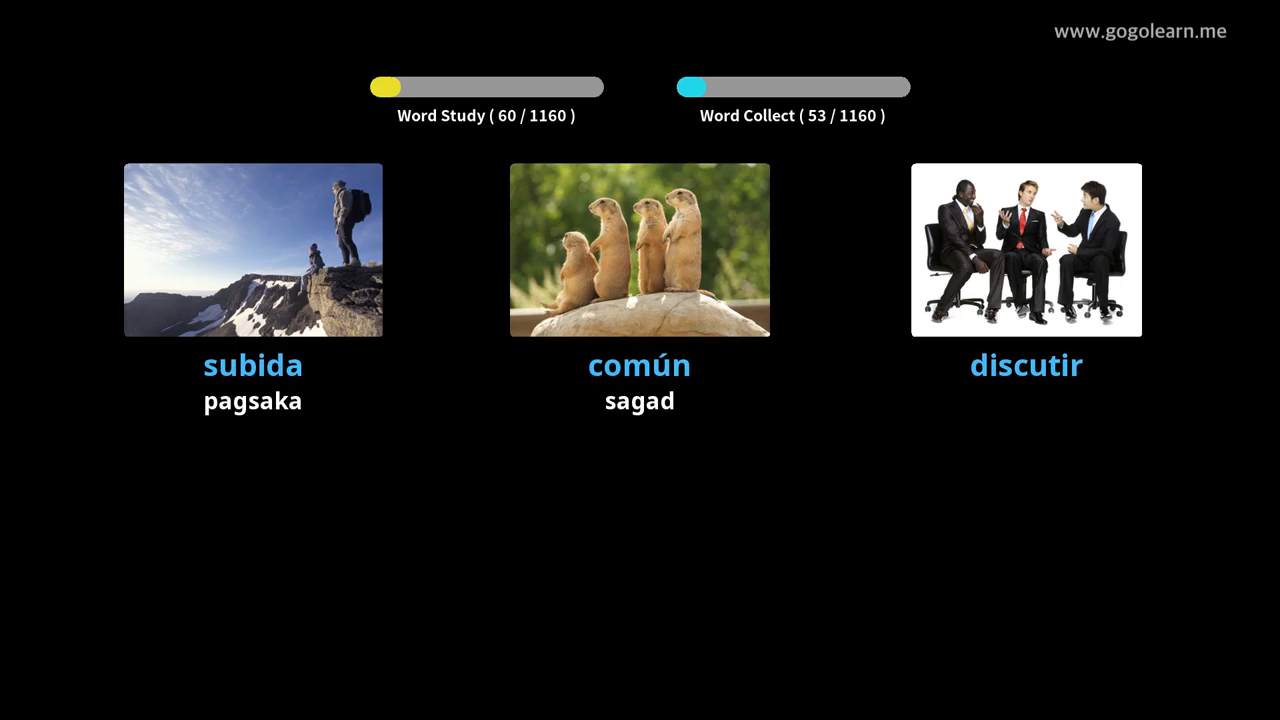 www.gogolearn.me
Word Study ( 60 / 1160 )
Word Collect ( 53 / 1160 )
subida
pagsaka
común
sagad
discutir